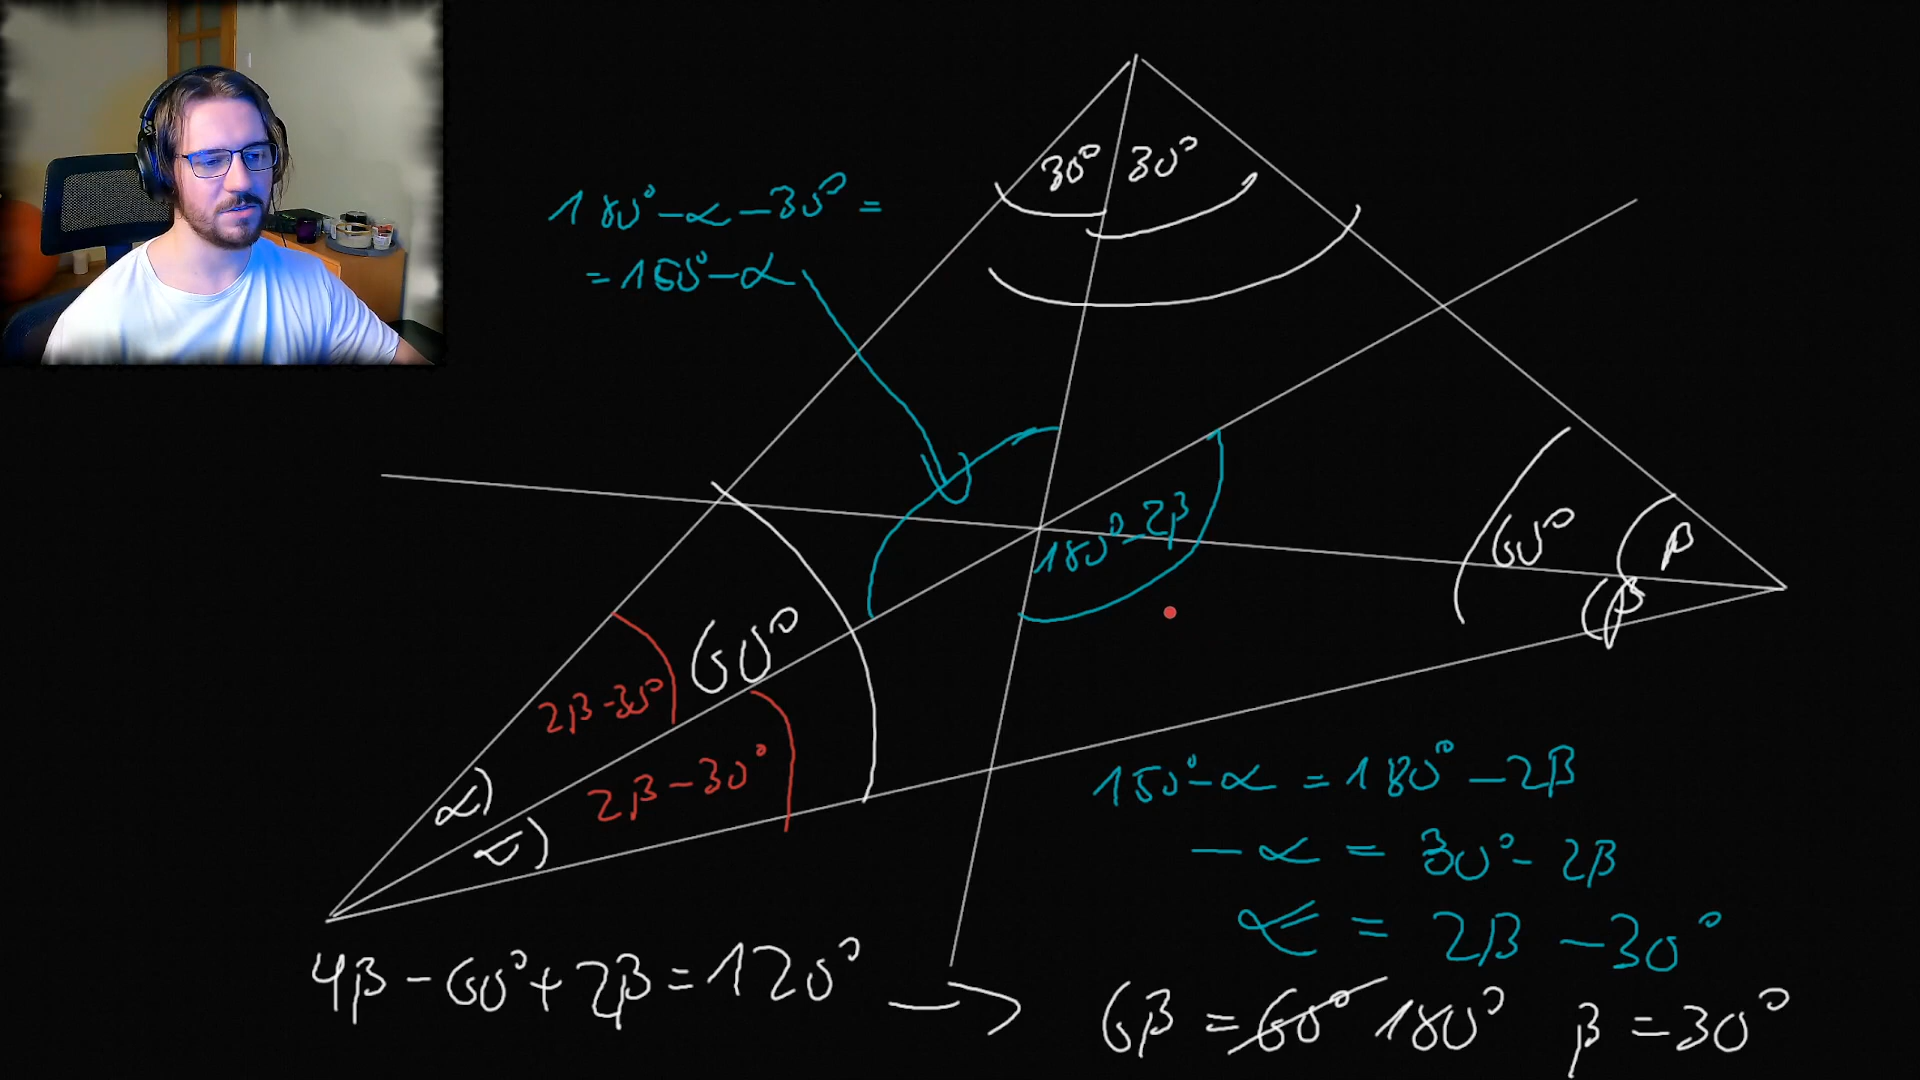 30° 30°
180° - α - 30° =
= 150° - α
180° - 2β
60° β
β
60°
2β - 30°
2β - 30°
α
α
150° - α = 180° - 2β
- α = 30° - 2β
α = 2β - 30°
4β - 60° + 2β = 120° → 6β = 60° 180° β = 30°